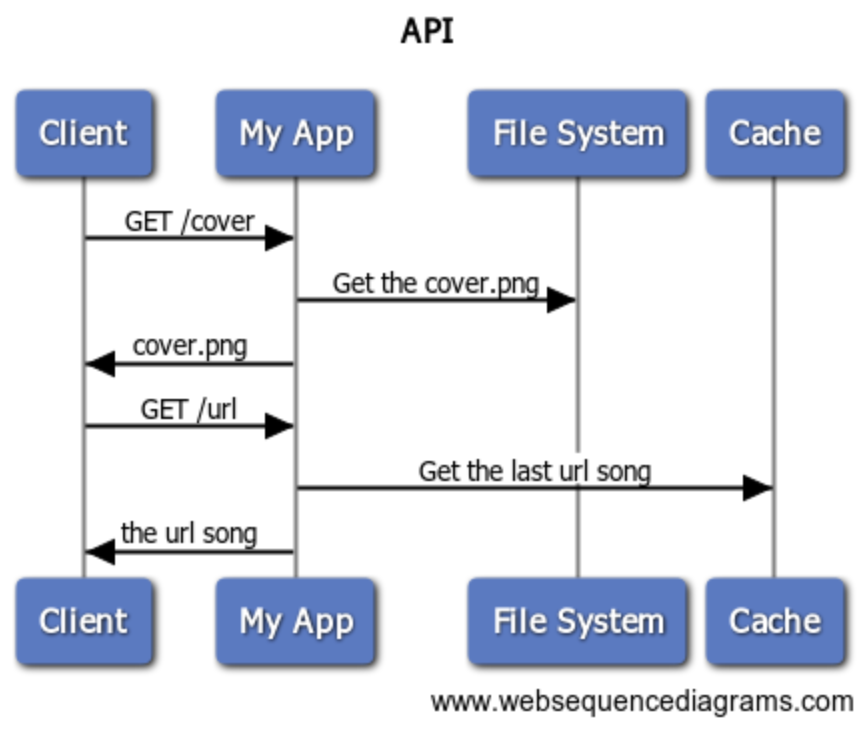 API
Client
My App
File System
Cache
GET /cover
Get the cover.png
cover.png
GET /url
Get the last url song
the url song
Client
My App
File System
Cache
www.websequencediagrams.com